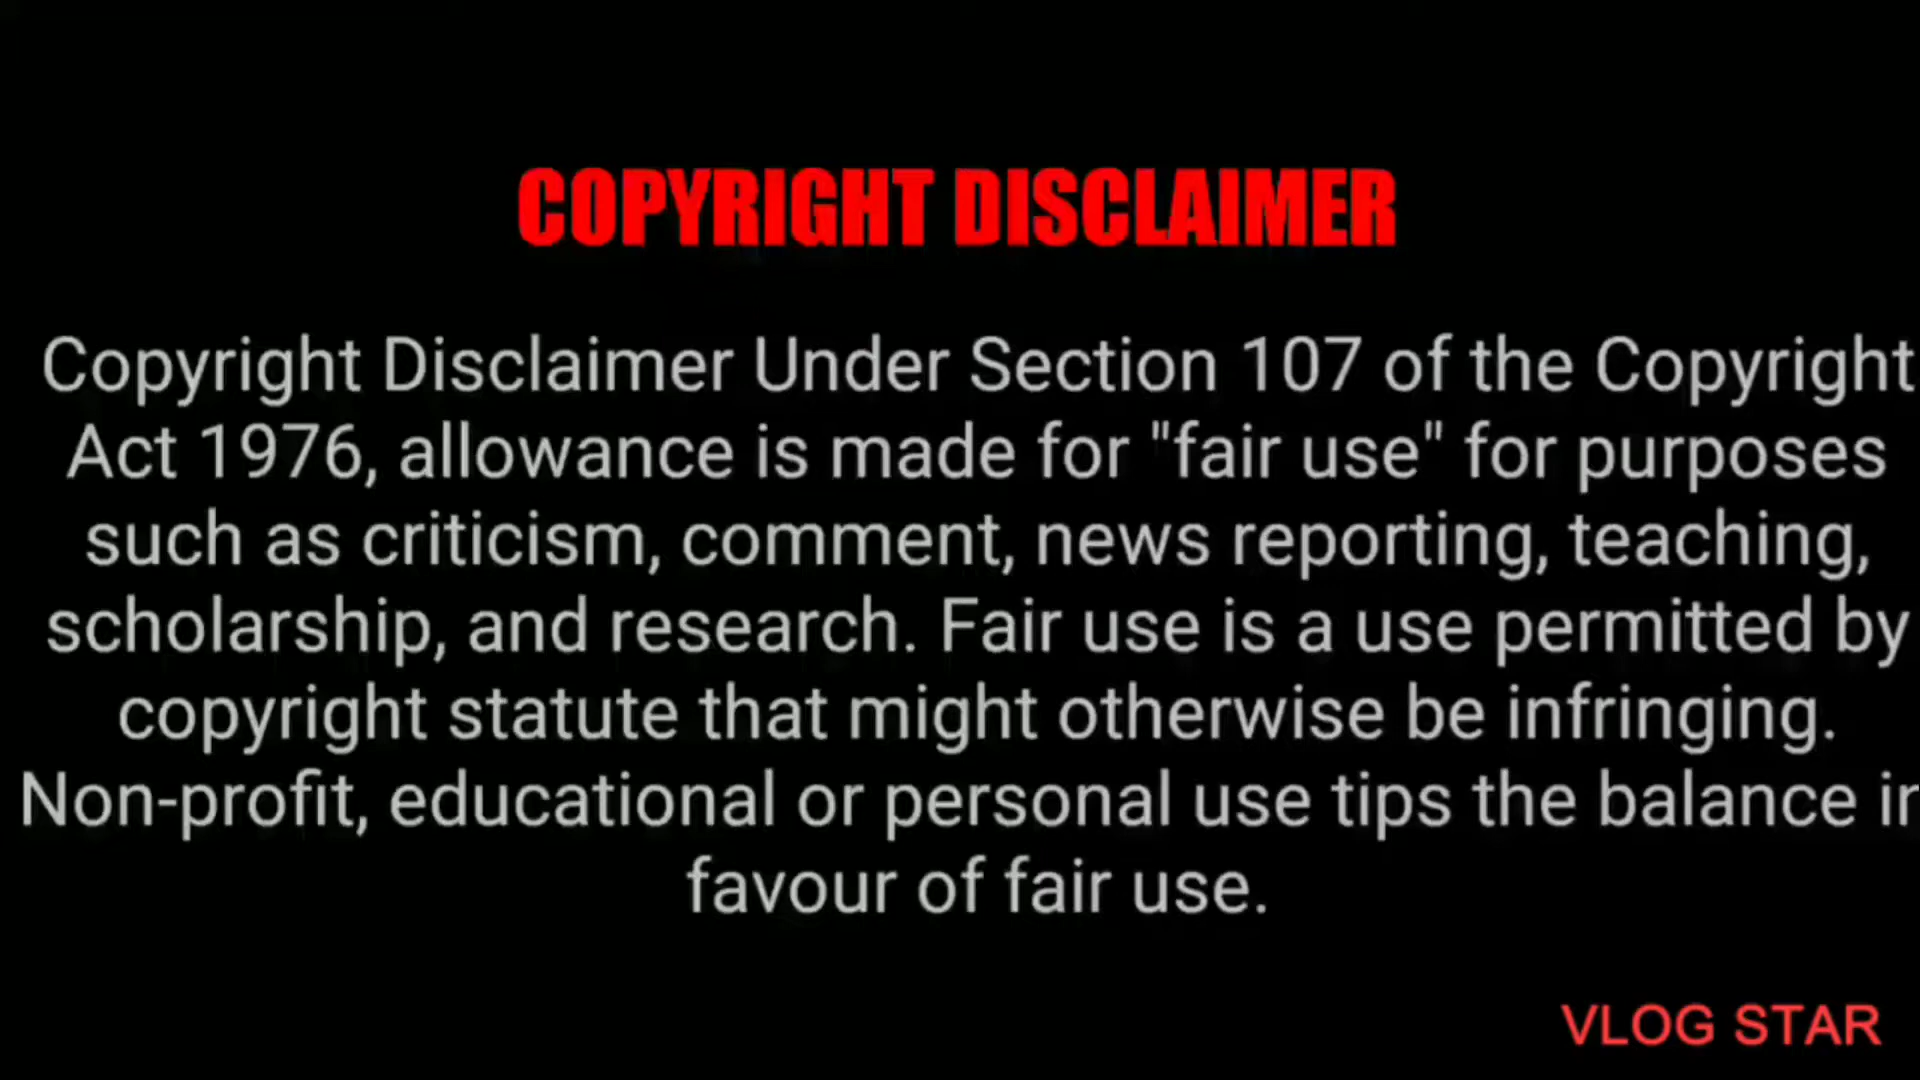 COPYRIGHT DISCLAIMER
Copyright Disclaimer Under Section 107 of the Copyright
Act 1976, allowance is made for "fair use" for purposes
such as criticism, comment, news reporting, teaching,
scholarship, and research. Fair use is a use permitted by
copyright statute that might otherwise be infringing.
Non-profit, educational or personal use tips the balance in
favour of fair use.
VLOG STAR